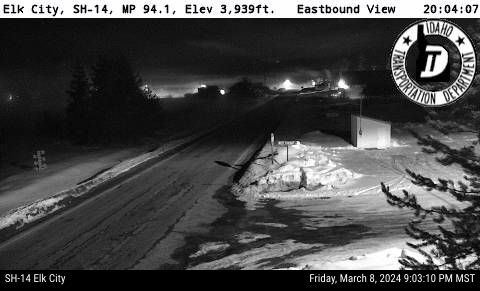 Elk City, SH-14, MP 94.1, Elev 3,939ft. Eastbound View 20:04:07
IDAHO
TRANSPORTATION DEPARTMENT
SH-14 Elk City Friday, March 8, 2024 9:03:10 PM MST